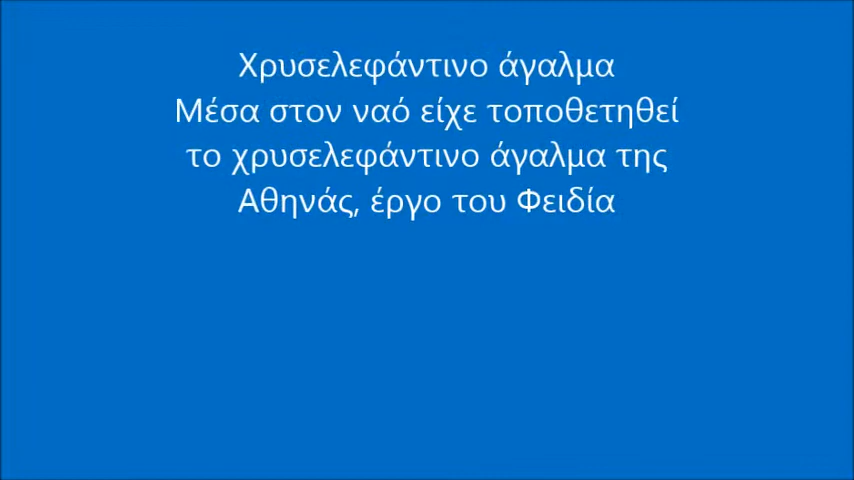 Χρυσελεφάντινο άγαλμα
Μέσα στον ναό είχε τοποθετηθεί
το χρυσελεφάντινο άγαλμα της
Αθηνάς, έργο του Φειδία